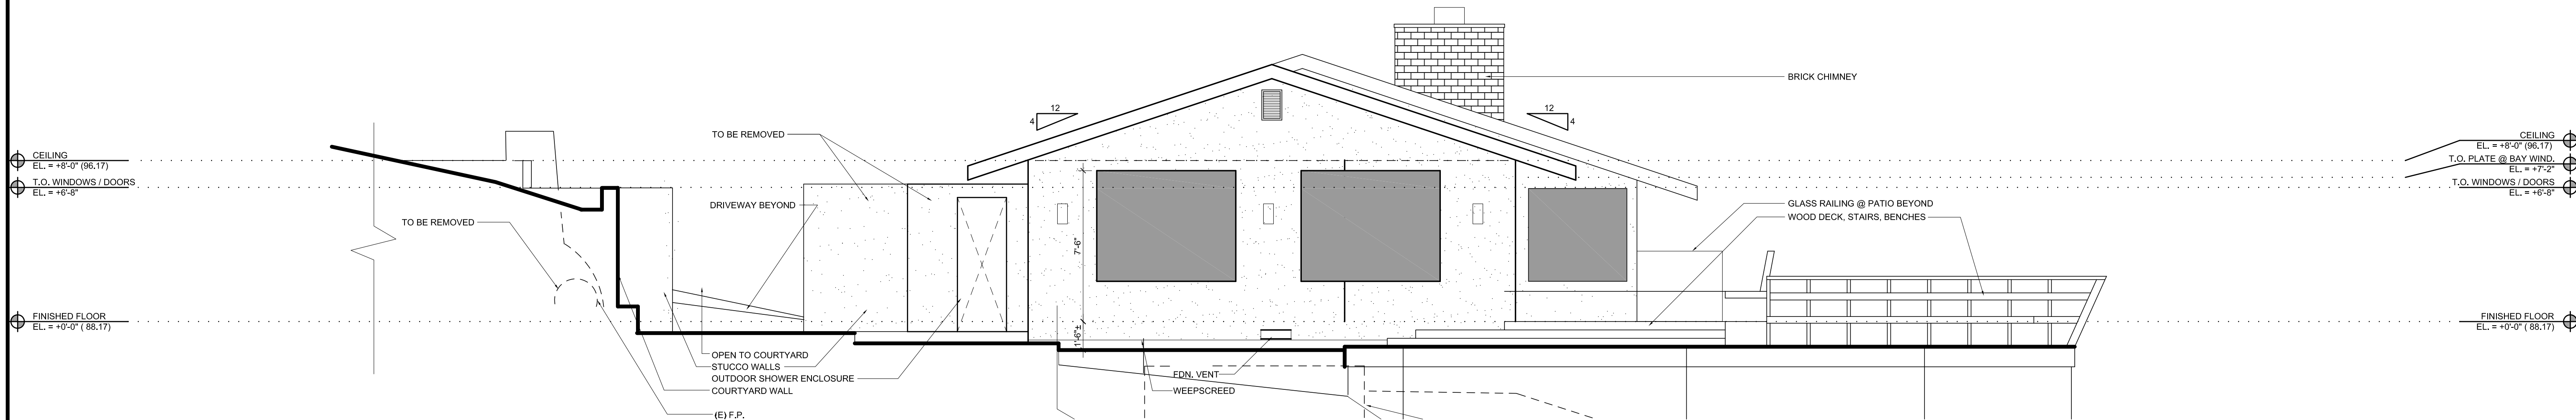 BRICK CHIMNEY
12
4
12
4
TO BE REMOVED
CEILING
EL. = +8'-0" (96.17)
T.O. WINDOWS / DOORS
EL. = +6'-8"
CEILING
EL. = +8'-0" (96.17)
T.O. PLATE @ BAY WIND.
EL. = +7'-2"
T.O. WINDOWS / DOORS
EL. = +6'-8"
DRIVEWAY BEYOND
TO BE REMOVED
GLASS RAILING @ PATIO BEYOND
WOOD DECK, STAIRS, BENCHES
7'-6"
FINISHED FLOOR
EL. = +0'-0" ( 88.17)
FINISHED FLOOR
EL. = +0'-0" ( 88.17)
1'-6"±
OPEN TO COURTYARD
STUCCO WALLS
OUTDOOR SHOWER ENCLOSURE
COURTYARD WALL
(E) F.P.
FDN. VENT
WEEPSCREED